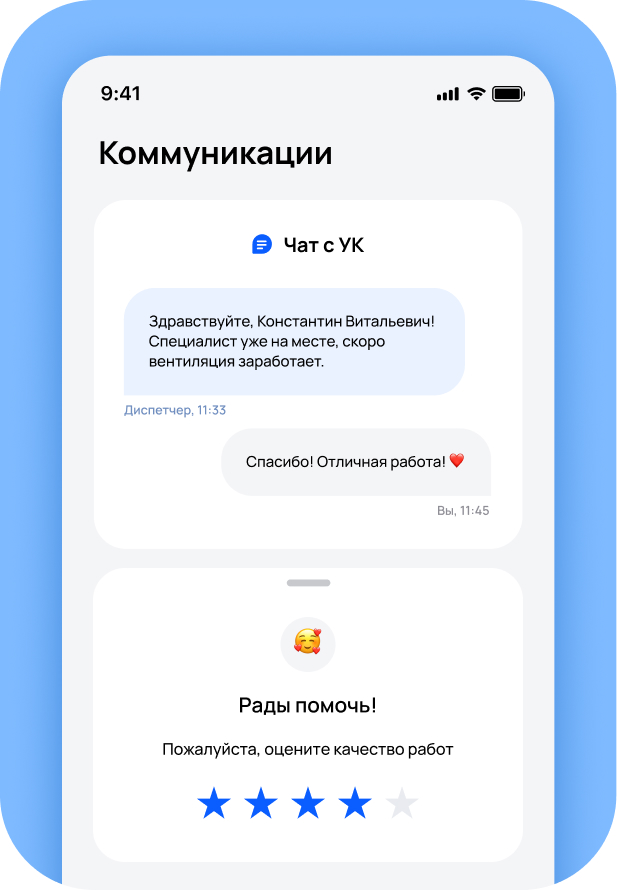 9:41
Коммуникации
Чат с УК
Здравствуйте, Константин Витальевич!
Специалист уже на месте, скоро
вентиляция заработает.
Диспетчер, 11:33
Спасибо! Отличная работа! ❤️
Вы, 11:45
Рады помочь!
Пожалуйста, оцените качество работ